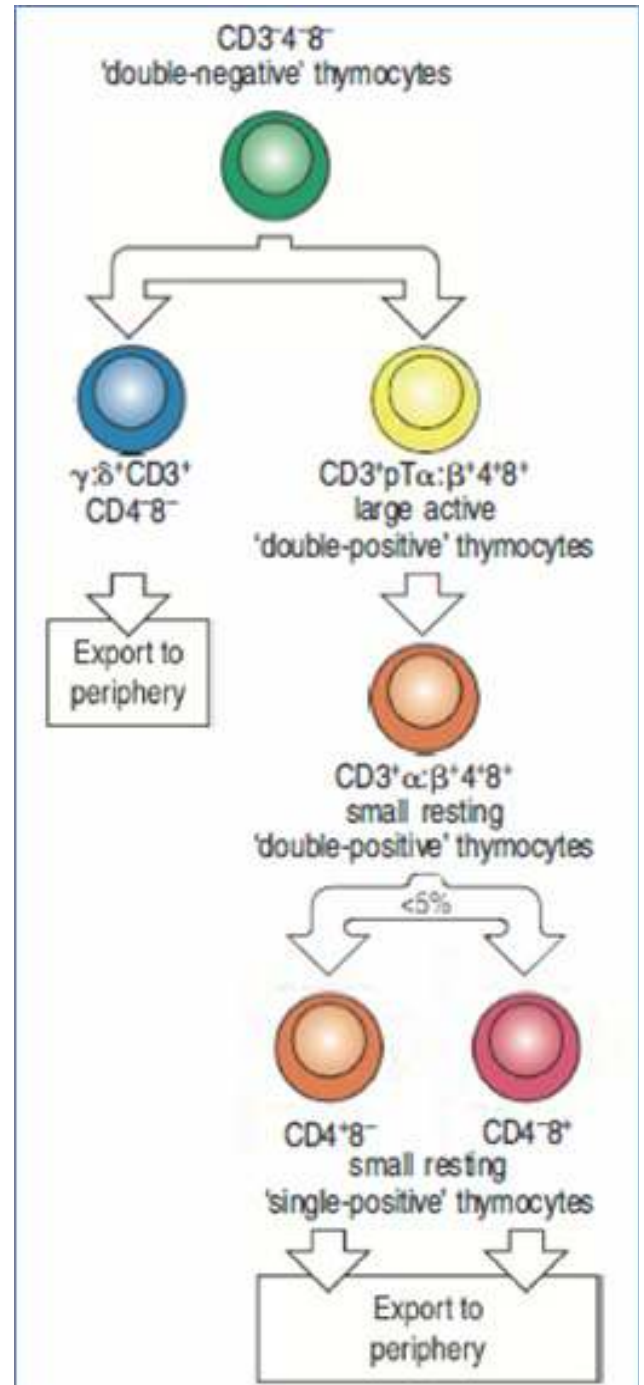 CD3⁻4⁻8⁻
'double-negative' thymocytes
γ:δ⁺CD3⁺
CD4⁻8⁻
Export to
periphery
CD3⁺pTα:β⁺4⁺8⁺
large active
'double-positive' thymocytes
CD3⁺α:β⁺4⁺8⁺
small resting
'double-positive' thymocytes
<5%
CD4⁺8⁻
CD4⁻8⁺
small resting
'single-positive' thymocytes
Export to
periphery